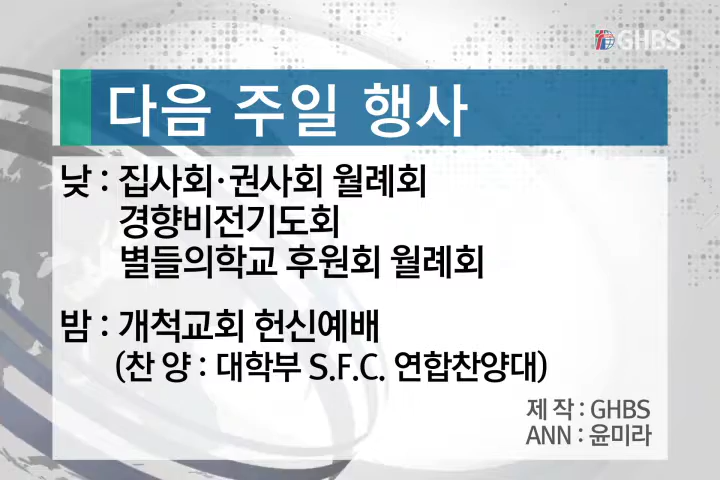 GHBS
다음 주일 행사
낮 : 집사회·권사회 월례회
경향비전기도회
별들의학교 후원회 월례회
밤 : 개척교회 헌신예배
(찬 양 : 대학부 S.F.C. 연합찬양대)
제 작 : GHBS
ANN : 윤미라